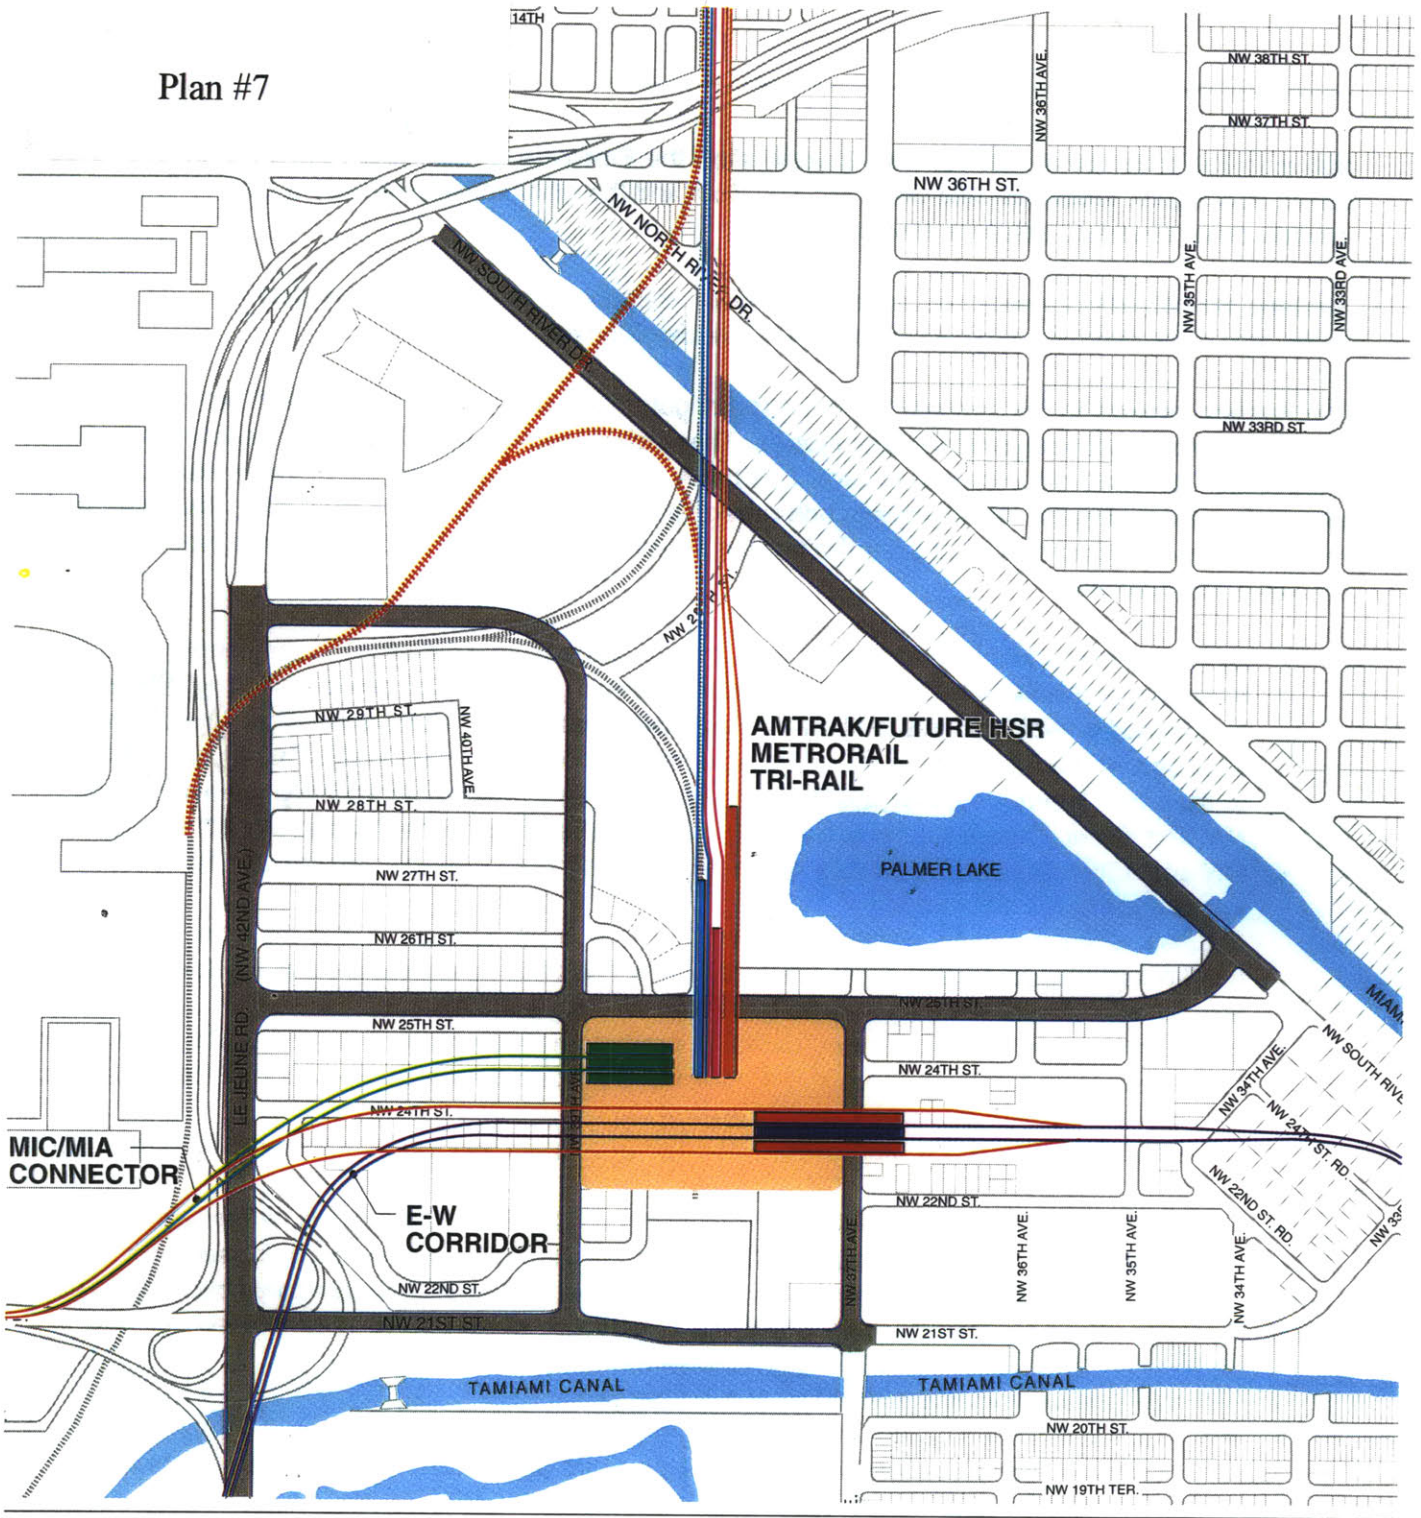 14TH
Plan #7
NW 38TH ST.
NW 36TH AVE.
NW 37TH ST.
NW 36TH ST.
NW NORTH RIVER DR.
NW SOUTH RIVER DR.
NW 35TH AVE.
NW 33RD AVE.
NW 33RD ST.
AMTRAK/FUTURE HSR
METRORAIL
TRI-RAIL
NW 29TH ST.
NW 40TH AVE
NW 28TH ST.
PALMER LAKE
NW 27TH ST.
NW 26TH ST.
LE JEUNE RD. (NW 42ND AVE.)
NW 25TH ST.
NW 25TH ST.
MIAM
NW SOUTH RIVE
NW 24TH ST.
NW 34TH AVE.
NW 24TH ST.
NW 24TH ST. RD.
MIC/MIA
CONNECTOR
NW 22ND ST. RD.
NW 22ND ST.
E-W
CORRIDOR
NW 37TH AVE.
NW 36TH AVE.
NW 35TH AVE.
NW 34TH AVE.
NW 22ND ST.
NW 21ST ST.
NW 21ST ST.
TAMIAMI CANAL
TAMIAMI CANAL
NW 20TH ST.
NW 19TH TER.